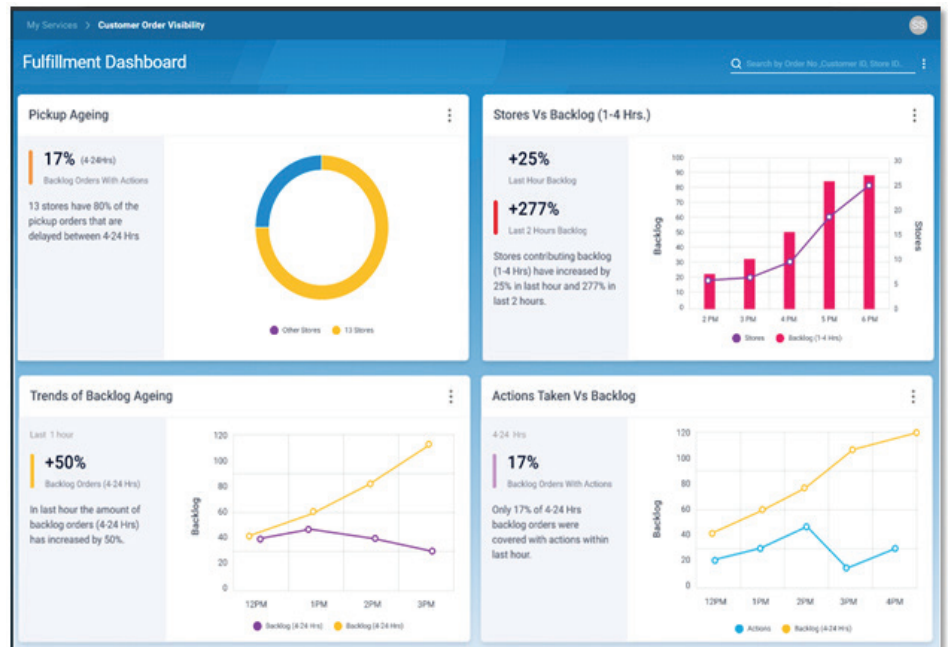 My Services > Customer Order Visibility
SS
Fulfillment Dashboard
Search by Order No ,Customer ID, Store ID..
Pickup Ageing
17% (4-24Hrs)
Backlog Orders With Actions
13 stores have 80% of the
pickup orders that are
delayed between 4-24 Hrs
Other Stores
13 Stores
Stores Vs Backlog (1-4 Hrs.)
+25%
Last Hour Backlog
+277%
Last 2 Hours Backlog
Stores contributing backlog
(1-4 Hrs) have increased by
25% in last hour and 277% in
last 2 hours.
Backlog
100
90
80
70
60
50
40
30
20
10
0
30
25
20
15
10
5
0
Stores
2 PM 3 PM 4 PM 5 PM 6 PM
Stores
Backlog (1-4 Hrs)
Trends of Backlog Ageing
Last 1 hour
+50%
Backlog Orders (4-24 Hrs)
In last hour the amount of
backlog orders (4-24 Hrs)
has increased by 50%.
Backlog
120
100
80
60
40
20
0
12PM 1PM 2PM 3PM
Backlog (4-24 Hrs)
Backlog (4-24 Hrs)
Actions Taken Vs Backlog
4-24 Hrs
17%
Backlog Orders With Actions
Only 17% of 4-24 Hrs
backlog orders were
covered with actions within
last hour.
Backlog
120
100
80
60
40
20
0
12PM 1PM 2PM 3PM 4PM
Actions
Backlog (4-24 Hrs)